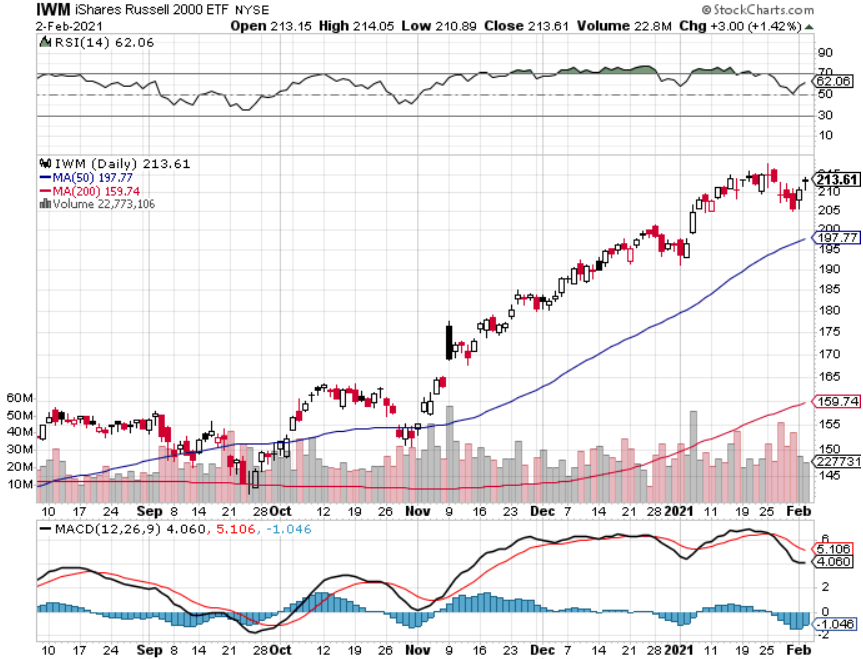 IWM iShares Russell 2000 ETF NYSE © StockCharts.com
2-Feb-2021 Open 213.15 High 214.05 Low 210.89 Close 213.61 Volume 22.8M Chg +3.00 (+1.42%)
RSI(14) 62.06
90
70
62.06
50
30
10
IWM (Daily) 213.61
MA(50) 197.77
MA(200) 159.74
Volume 22,773,106
215
213.61
210
205
197.77
195
190
185
180
175
170
165
159.74
155
150
227731
145
60M
50M
40M
30M
20M
10M
10 17 24 Sep 8 14 21 28 Oct 12 19 26 Nov 9 16 23 Dec 7 14 21 28 2021 11 19 25 Feb
MACD(12,26,9) 4.060, 5.106, -1.046
6
5.106
4.060
2
0
-1.046
-2
10 17 24 Sep 8 14 21 28 Oct 12 19 26 Nov 9 16 23 Dec 7 14 21 28 2021 11 19 25 Feb